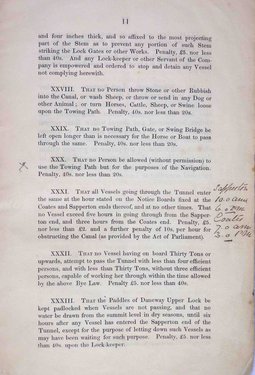 11
and four inches thick, and so affixed to the most projecting
part of the Stem as to prevent any portion of such Stem
striking the Lock Gates or other Works. Penalty, £5. nor less
than 40s. And any Lock-keeper or other Servant of the Com-
pany is empowered and ordered to stop and detain any Vessel
not complying herewith.
XXVIII. THAT no Person throw Stone or other Rubbish
into the Canal, or wash Sheep, or throw or send in any Dog or
other Animal; or turn Horses, Cattle, Sheep, or Swine loose
upon the Towing Path. Penalty, 40s. nor less than 20s.
XXIX. THAT no Towing Path, Gate, or Swing Bridge be
left open longer than is necessary for the Horse or Boat to pass
through the same. Penalty, 40s. nor less than 20s.
XXX. THAT no Person be allowed (without permission) to
use the Towing Path but for the purposes of the Navigation.
Penalty, 40s. nor less than 20s.
XXXI. THAT all Vessels going through the Tunnel enter
the same at the hour stated on the Notice Boards fixed at the
Coates and Sapperton ends thereof, and at no other times. That
no Vessel exceed five hours in going through from the Sapper-
ton end, and three hours from the Coates end. Penalty, £5.
nor less than £2. and a further penalty of 10s. per hour for
obstructing the Canal (as provided by the Act of Parliament).
Sapperton
10.0 am
Coates
7.0 am
XXXII. THAT no Vessel having on board Thirty Tons or
upwards, attempt to pass the Tunnel with less than four efficient
persons, and with less than Thirty Tons, without three efficient
persons, capable of working her through within the time allowed
by the above Bye Law. Penalty £5. nor less than 40s.
XXXIII. THAT the Paddles of Daneway Upper Lock be
kept padlocked when Vessels are not passing, and that no
water be drawn from the summit level in dry seasons, until six
hours after any Vessel has entered the Sapperton end of the
Tunnel, except for the purpose of letting down such Vessels as
may have been waiting for such purpose. Penalty, £5. nor less
than 40s. upon the Lock-keeper.